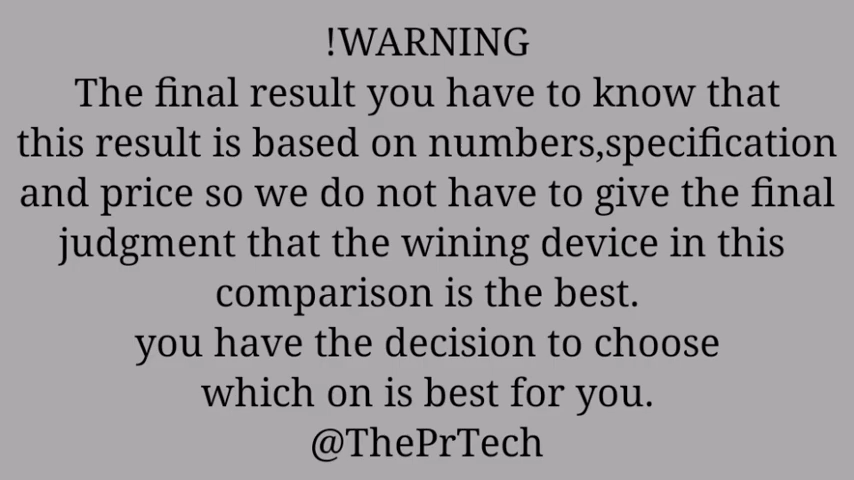 !WARNING
The final result you have to know that
this result is based on numbers,specification
and price so we do not have to give the final
judgment that the wining device in this
comparison is the best.
you have the decision to choose
which on is best for you.
@ThePrTech